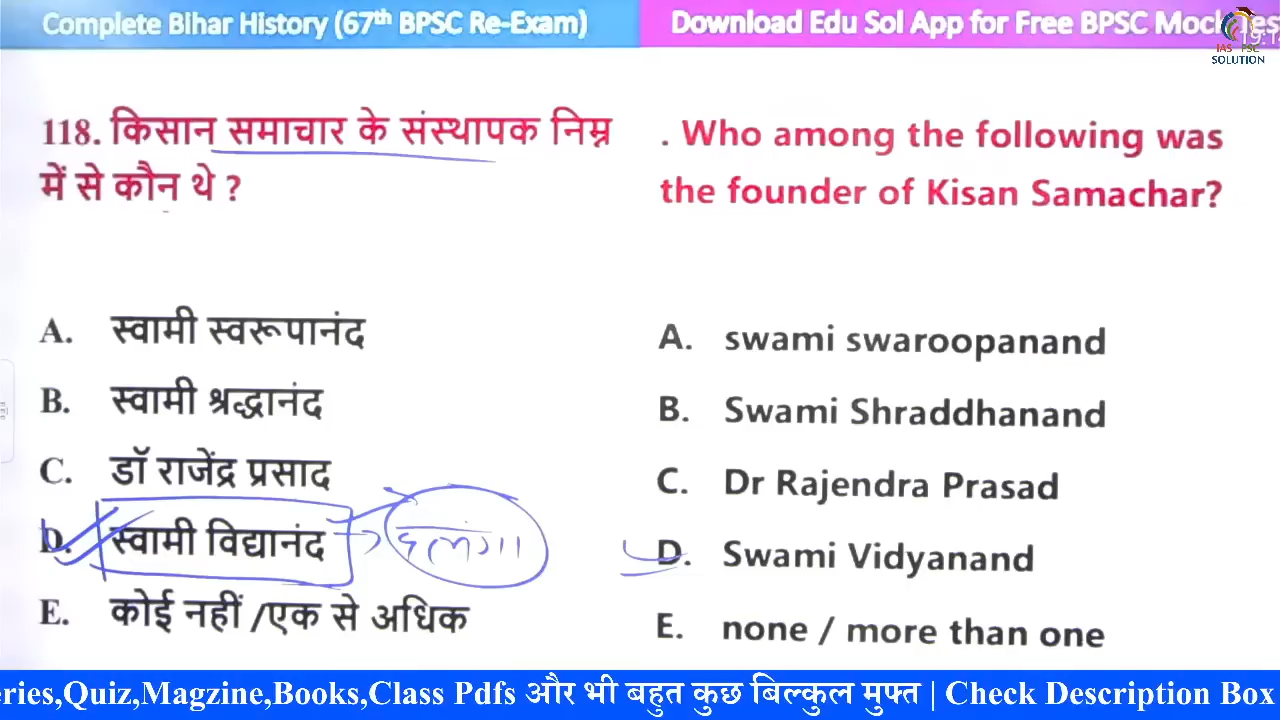 Complete Bihar History (67th BPSC Re-Exam)
Download Edu Sol App for Free BPSC Mock
IAS PSC
SOLUTION
118. किसान समाचार के संस्थापक निम्न
में से कौन थे ?
. Who among the following was
the founder of Kisan Samachar?
A. स्वामी स्वरूपानंद
B. स्वामी श्रद्धानंद
C. डॉ राजेंद्र प्रसाद
D. स्वामी विद्यानंद
E. कोई नहीं /एक से अधिक
A. swami swaroopanand
B. Swami Shraddhanand
C. Dr Rajendra Prasad
D. Swami Vidyanand
E. none / more than one
eries,Quiz,Magzine,Books,Class Pdfs और भी बहुत कुछ बिल्कुल मुफ्त | Check Description Box